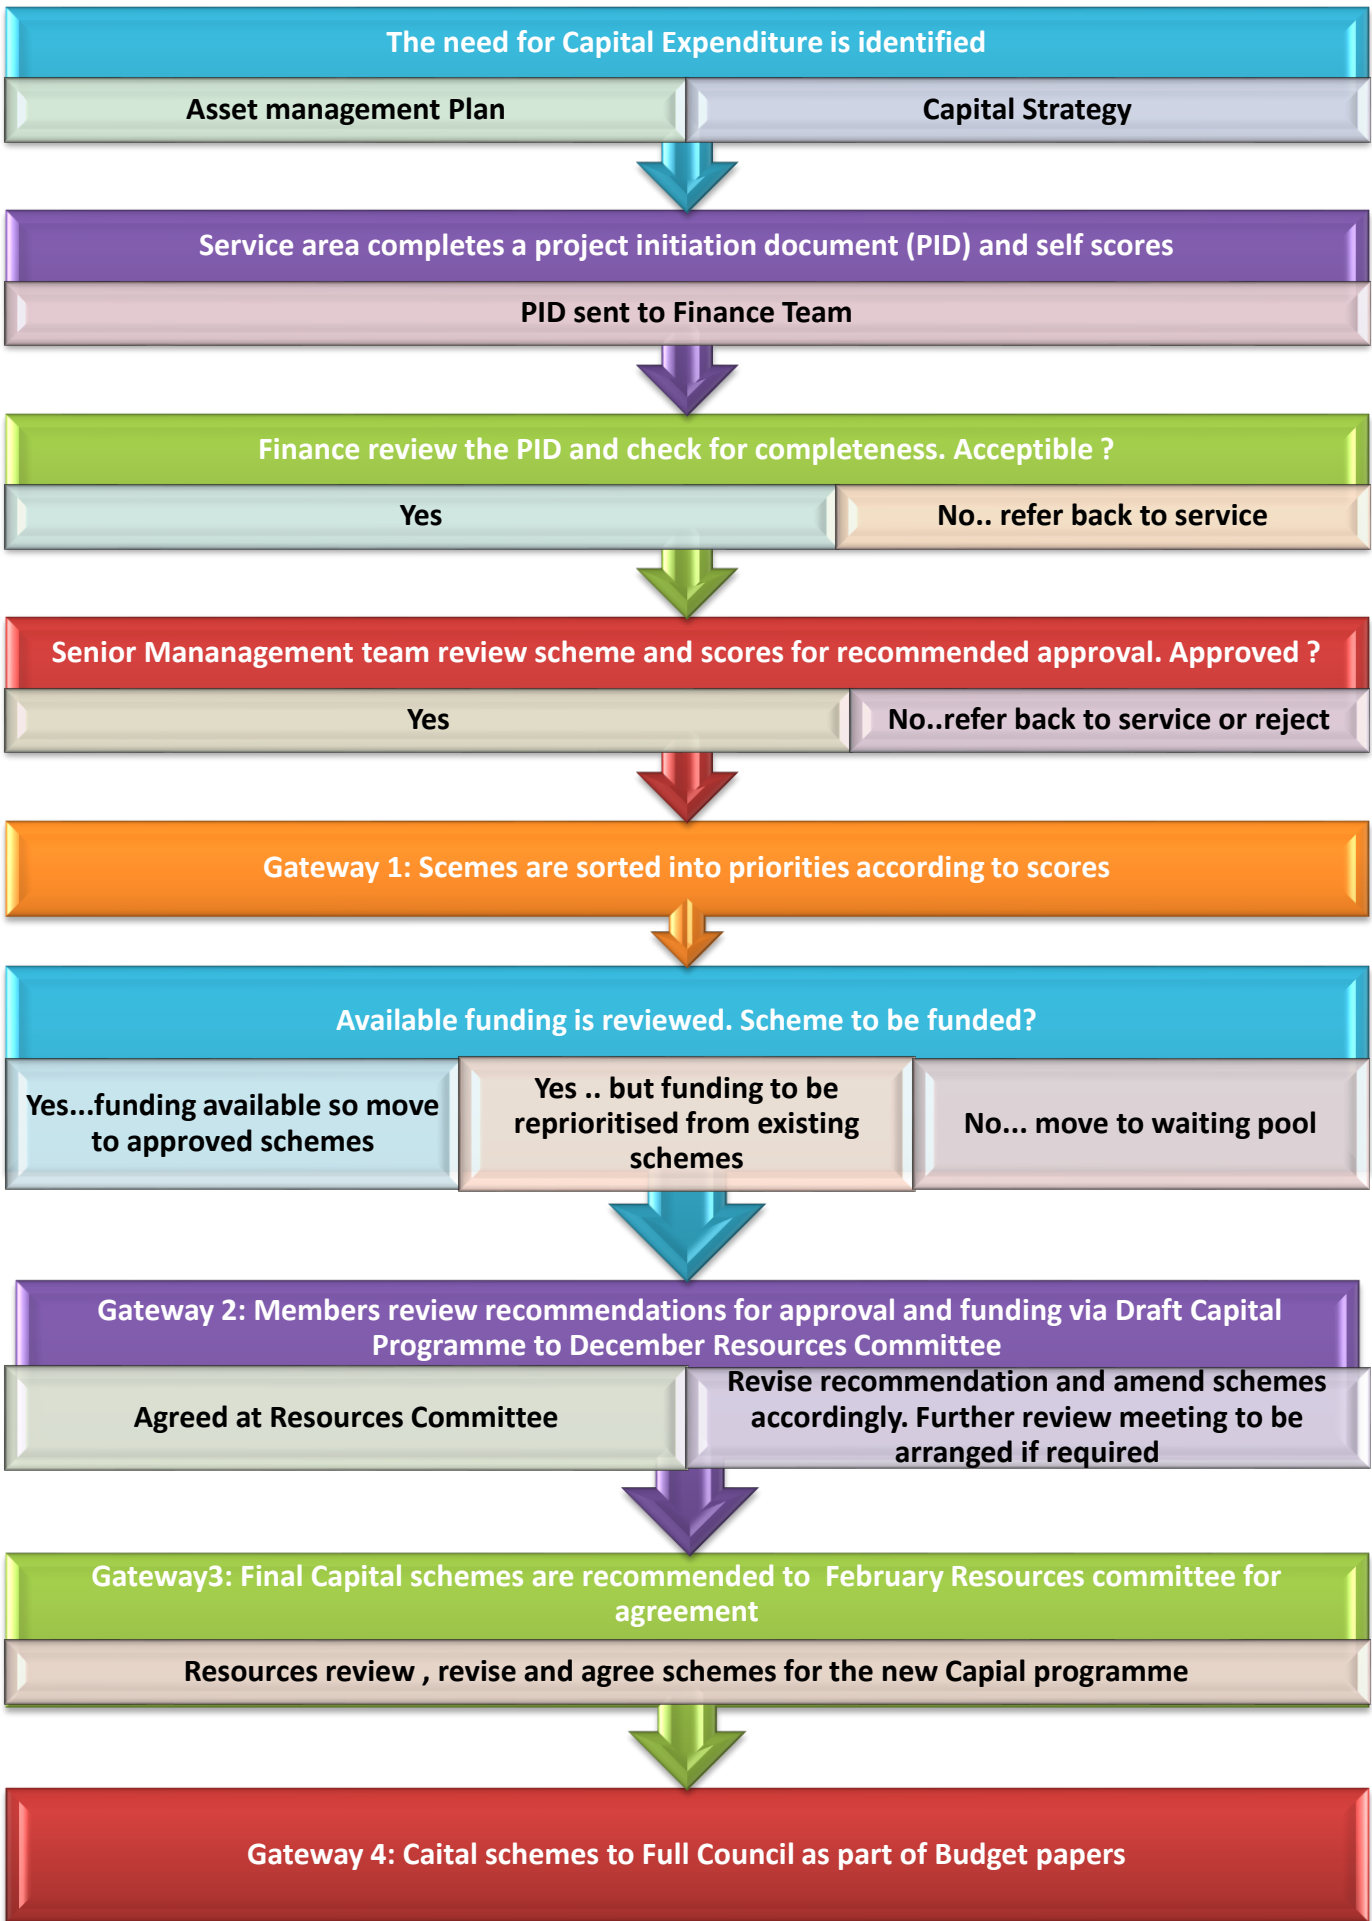 The need for Capital Expenditure is identified
Asset management Plan
Capital Strategy
Service area completes a project initiation document (PID) and self scores
PID sent to Finance Team
Finance review the PID and check for completeness. Acceptible ?
Yes
No.. refer back to service
Senior Mananagement team review scheme and scores for recommended approval. Approved ?
Yes
No..refer back to service or reject
Gateway 1: Scemes are sorted into priorities according to scores
Available funding is reviewed. Scheme to be funded?
Yes...funding available so move
to approved schemes
Yes .. but funding to be
reprioritised from existing
schemes
No... move to waiting pool
Gateway 2: Members review recommendations for approval and funding via Draft Capital
Programme to December Resources Committee
Agreed at Resources Committee
Revise recommendation and amend schemes
accordingly. Further review meeting to be
arranged if required
Gateway3: Final Capital schemes are recommended to  February Resources committee for
agreement
Resources review , revise and agree schemes for the new Capial programme
Gateway 4: Caital schemes to Full Council as part of Budget papers